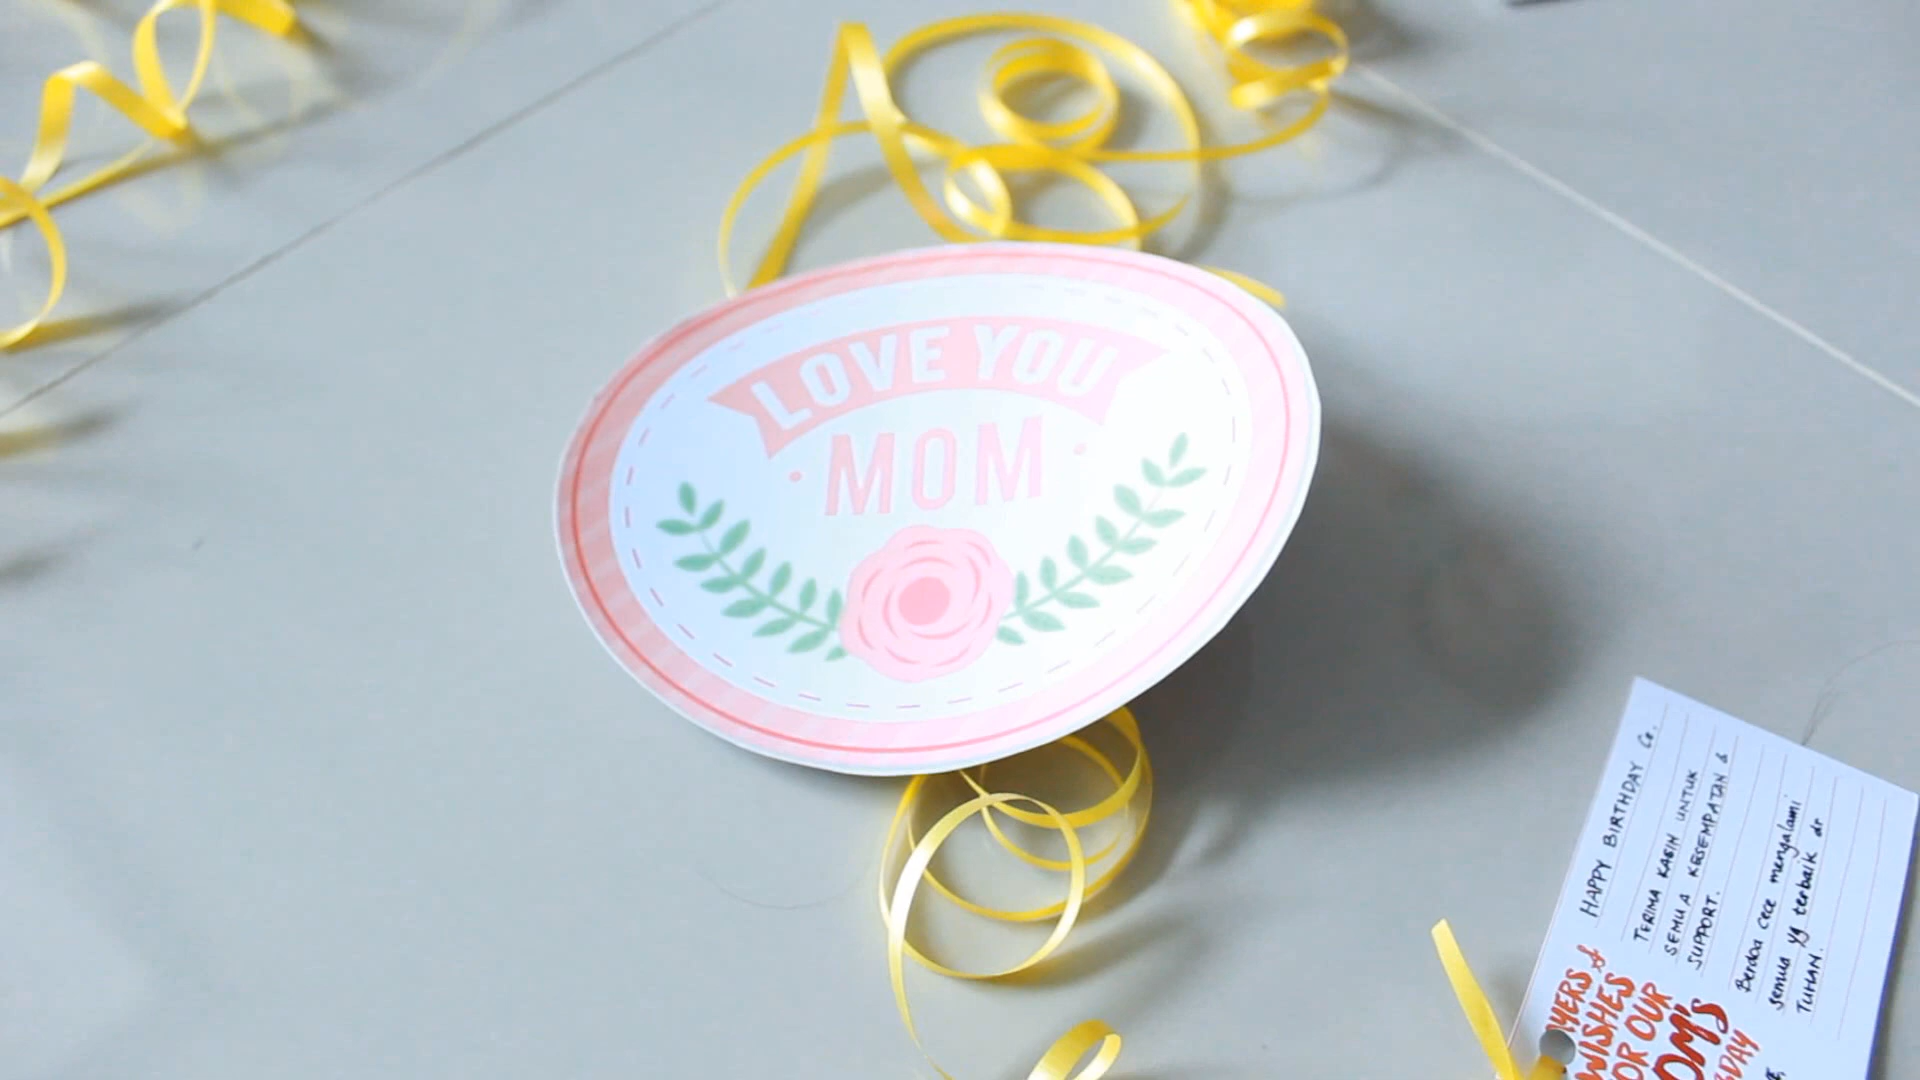 LOVE YOU
MOM
HAPPY BIRTHDAY Ce,
TERIMA KASIH UNTUK
SEMUA KESEMPATAN &
SUPPORT.
Berdoa cece mengalami
semua yg terbaik dr
TUHAN.
WISHES
FOR OUR